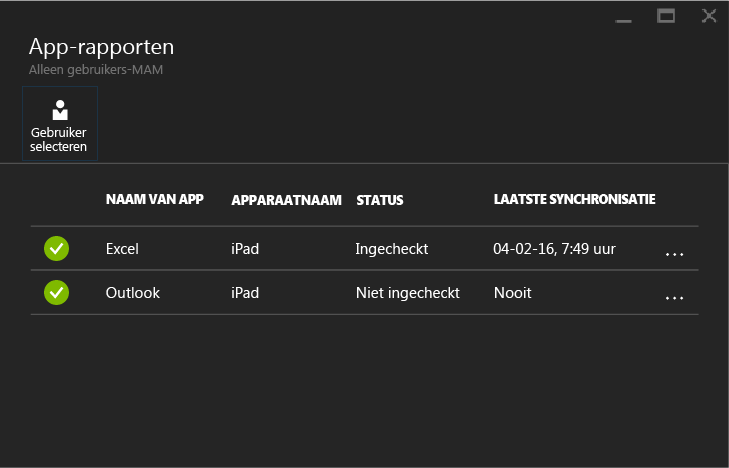 App-rapporten
Alleen gebruikers-MAM
Gebruiker
selecteren
NAAM VAN APP APPARAATNAAM STATUS LAATSTE SYNCHRONISATIE
Excel iPad Ingecheckt 04-02-16, 7:49 uur ...
Outlook iPad Niet ingecheckt Nooit ...